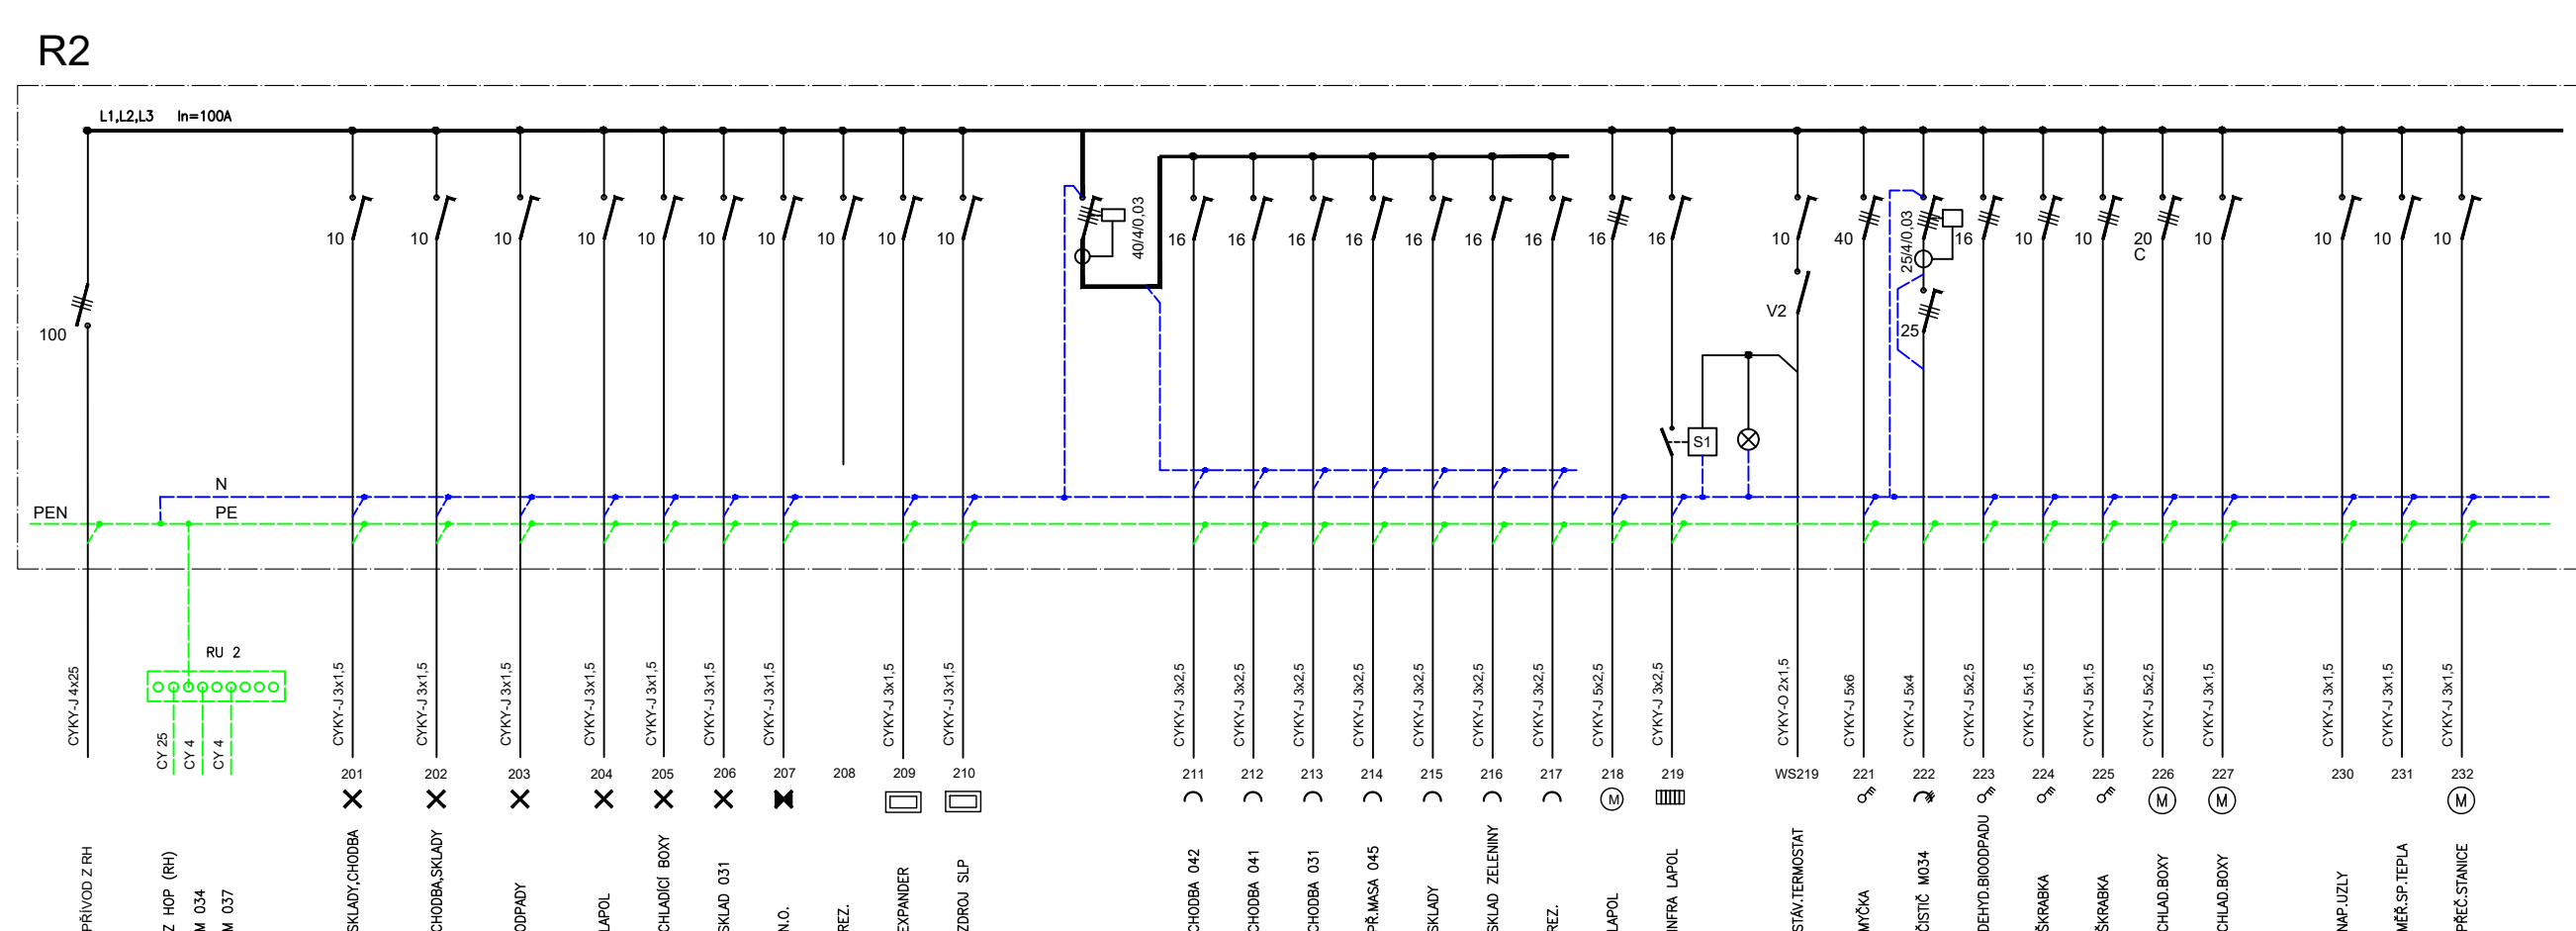 R2
L1,L2,L3 In=100A
10 10 10 10 10 10 10 10 10 10
40/4/0,03
16 16 16 16 16 16 16 16 16
10
40
25/4/0,03
16
10
10
20
C
10
10
10
10
V2
25
100
S1
N
PEN
PE
RU 2
CYKY-J 4x25
CY 25
CY 4
CY 4
CYKY-J 3x1,5
CYKY-J 3x1,5
CYKY-J 3x1,5
CYKY-J 3x1,5
CYKY-J 3x1,5
CYKY-J 3x1,5
CYKY-J 3x1,5
CYKY-J 3x1,5
CYKY-J 3x1,5
CYKY-J 3x2,5
CYKY-J 3x2,5
CYKY-J 3x2,5
CYKY-J 3x2,5
CYKY-J 3x2,5
CYKY-J 3x2,5
CYKY-J 3x2,5
CYKY-J 5x2,5
CYKY-J 3x2,5
CYKY-O 2x1,5
CYKY-J 5x6
CYKY-J 5x4
CYKY-J 5x2,5
CYKY-J 5x1,5
CYKY-J 5x1,5
CYKY-J 5x2,5
CYKY-J 3x1,5
CYKY-J 3x1,5
CYKY-J 3x1,5
CYKY-J 3x1,5
201 202 203 204 205 206 207 208 209 210 211 212 213 214 215 216 217 218 219 WS219 221 222 223 224 225 226 227 230 231 232
M M M M
PŘÍVOD Z RH
Z HOP (RH)
M 034
M 037
SKLADY,CHODBA
CHODBA,SKLADY
ODPADY
LAPOL
CHLADÍCÍ BOXY
SKLAD 031
N.O.
REZ.
EXPANDER
ZDROJ SLP
CHODBA 042
CHODBA 041
CHODBA 031
PŘ.MASA 045
SKLADY
SKLAD ZELENINY
REZ.
LAPOL
INFRA LAPOL
STÁV.TERMOSTAT
MYČKA
ČISTIČ MO34
DEHYD.BIOODPADU
ŠKRABKA
ŠKRABKA
CHLAD.BOXY
CHLAD.BOXY
NAP.UZLY
MĚŘ.SP.TEPLA
PŘEČ.STANICE